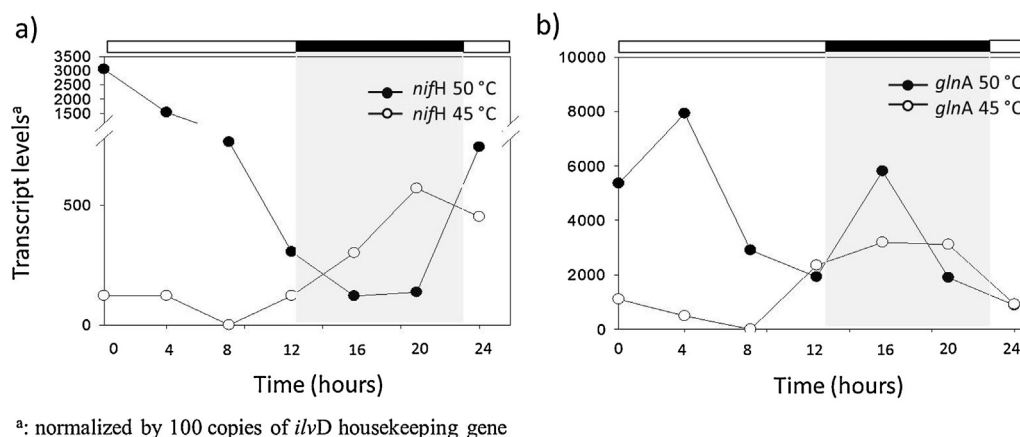 a)
3500
3000
2500
2000
1500
500
0
Transcript levelsᵃ
nifH 50 °C
nifH 45 °C
0 4 8 12 16 20 24
Time (hours)
b)
10000
8000
6000
4000
2000
0
glnA 50 °C
glnA 45 °C
0 4 8 12 16 20 24
Time (hours)
ᵃ: normalized by 100 copies of ilvD housekeeping gene